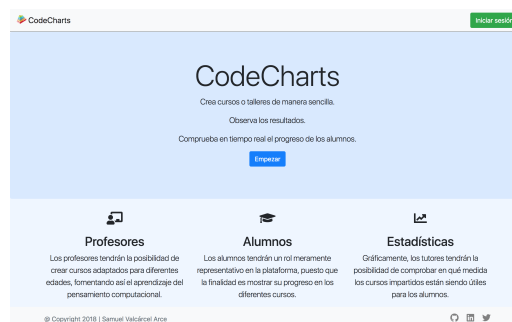 CodeCharts
Iniciar sesión
CodeCharts
Crea cursos o talleres de manera sencilla.
Observa los resultados.
Comprueba en tiempo real el progreso de los alumnos.
Empezar
Profesores
Los profesores tendrán la posibilidad de
crear cursos adaptados para diferentes
edades, fomentando así el aprendizaje del
pensamiento computacional.
Alumnos
Los alumnos tendrán un rol meramente
representativo en la plataforma, puesto que
la finalidad es mostrar su progreso en los
diferentes cursos.
Estadísticas
Gráficamente, los tutores tendrán la
posibilidad de comprobar en qué medida
los cursos impartidos están siendo útiles
para los alumnos.
@ Copyright 2018 | Samuel Valcárcel Arce